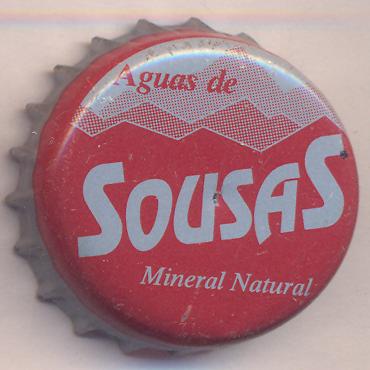 Aguas de
SOUSAS
Mineral Natural